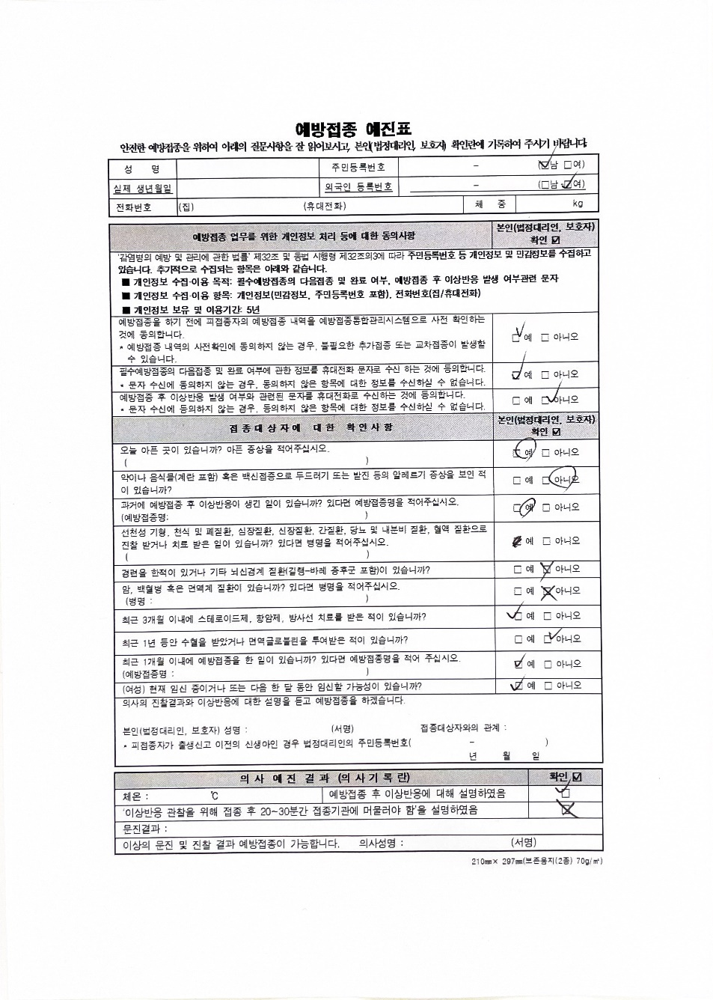 예방접종 예진표
안전한 예방접종을 위하여 아래의 질문사항을 잘 읽어보시고, 본인(법정대리인, 보호자) 확인란에 기록하여 주시기 바랍니다.
성 명 주민등록번호 - (☑남 □여)
실제 생년월일 외국인 등록번호 - (□남 ☑여)
전화번호 (집) (휴대전화) 체 중 kg
예방접종 업무를 위한 개인정보 처리 등에 대한 동의사항 본인(법정대리인, 보호자) 확인 ☑
'감염병의 예방 및 관리에 관한 법률' 제32조 및 동법 시행령 제32조의3에 따라 주민등록번호 등 개인정보 및 민감정보를 수집하고
있습니다. 추가적으로 수집되는 항목은 아래와 같습니다.
■ 개인정보 수집·이용 목적: 필수예방접종의 다음접종 및 완료 여부, 예방접종 후 이상반응 발생 여부관련 문자
■ 개인정보 수집·이용 항목: 개인정보(민감정보, 주민등록번호 포함), 전화번호(집/휴대전화)
■ 개인정보 보유 및 이용기간: 5년
예방접종을 하기 전에 피접종자의 예방접종 내역을 예방접종통합관리시스템으로 사전 확인하는
것에 동의합니다. ☑ 예 □ 아니오
* 예방접종 내역의 사전확인에 동의하지 않는 경우, 불필요한 추가접종 또는 교차접종이 발생할
수 있습니다.
필수예방접종의 다음접종 및 완료 여부에 관한 정보를 휴대전화 문자로 수신 하는 것에 동의합니다. ☑ 예 □ 아니오
* 문자 수신에 동의하지 않는 경우, 동의하지 않은 항목에 대한 정보를 수신하실 수 없습니다.
예방접종 후 이상반응 발생 여부와 관련된 문자를 휴대전화로 수신하는 것에 동의합니다. □ 예 ☑ 아니오
* 문자 수신에 동의하지 않는 경우, 동의하지 않은 항목에 대한 정보를 수신하실 수 없습니다.
접종대상자에 대한 확인사항 본인(법정대리인, 보호자) 확인 ☑
오늘 아픈 곳이 있습니까? 아픈 증상을 적어주십시오. □ 예 □ 아니오
( )
약이나 음식물(계란 포함) 혹은 백신접종으로 두드러기 또는 발진 등의 알레르기 증상을 보인 적
이 있습니까? □ 예 □ 아니오
과거에 예방접종 후 이상반응이 생긴 일이 있습니까? 있다면 예방접종명을 적어주십시오. □ 예 □ 아니오
(예방접종명: )
선천성 기형, 천식 및 폐질환, 심장질환, 신장질환, 간질환, 당뇨 및 내분비 질환, 혈액 질환으로
진찰 받거나 치료 받은 일이 있습니까? 있다면 병명을 적어주십시오. ■ 예 □ 아니오
( )
경련을 한적이 있거나 기타 뇌신경계 질환(길랭-바레 증후군 포함)이 있습니까? □ 예 ☒ 아니오
암, 백혈병 혹은 면역계 질환이 있습니까? 있다면 병명을 적어주십시오. □ 예 ☒ 아니오
(병명 : )
최근 3개월 이내에 스테로이드제, 항암제, 방사선 치료를 받은 적이 있습니까? ☑ 예 □ 아니오
최근 1년 동안 수혈을 받았거나 면역글로불린을 투여받은 적이 있습니까? □ 예 ☑ 아니오
최근 1개월 이내에 예방접종을 한 일이 있습니까? 있다면 예방접종명을 적어 주십시오. ☑ 예 □ 아니오
(예방접종명 : )
(여성) 현재 임신 중이거나 또는 다음 한 달 동안 임신할 가능성이 있습니까? ☑ 예 □ 아니오
의사의 진찰결과와 이상반응에 대한 설명을 듣고 예방접종을 하겠습니다.
본인(법정대리인, 보호자) 성명 : (서명) 접종대상자와의 관계 :
* 피접종자가 출생신고 이전의 신생아인 경우 법정대리인의 주민등록번호( - )
년 월 일
의사 예진 결과 (의사기록란) 확인 ☑
체온 : ℃ 예방접종 후 이상반응에 대해 설명하였음 ☑
'이상반응 관찰을 위해 접종 후 20~30분간 접종기관에 머물러야 함'을 설명하였음 ☒
문진결과 :
이상의 문진 및 진찰 결과 예방접종이 가능합니다. 의사성명 : (서명)
210㎜× 297㎜(보존용지(2종) 70g/㎡)